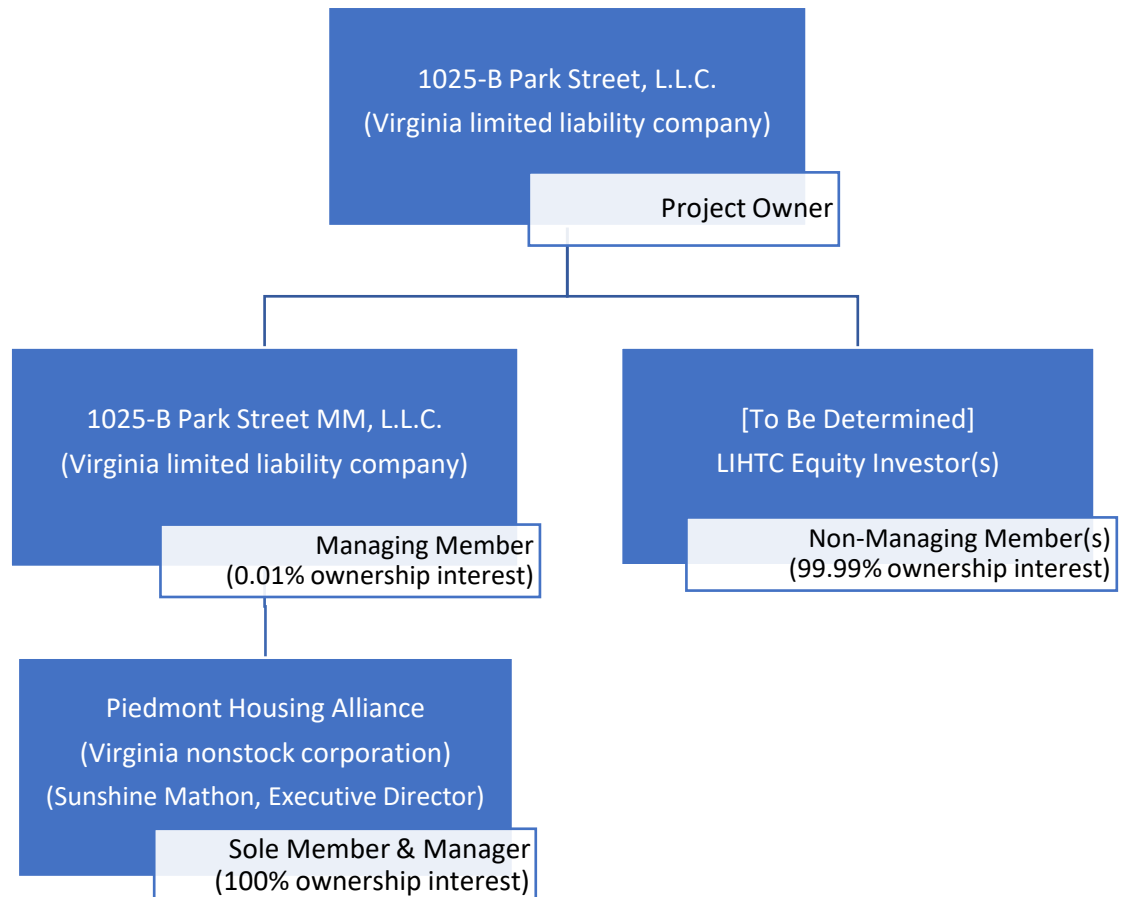 1025-B Park Street, L.L.C.
(Virginia limited liability company)
Project Owner
1025-B Park Street MM, L.L.C.
(Virginia limited liability company)
Managing Member
(0.01% ownership interest)
[To Be Determined]
LIHTC Equity Investor(s)
Non-Managing Member(s)
(99.99% ownership interest)
Piedmont Housing Alliance
(Virginia nonstock corporation)
(Sunshine Mathon, Executive Director)
Sole Member & Manager
(100% ownership interest)